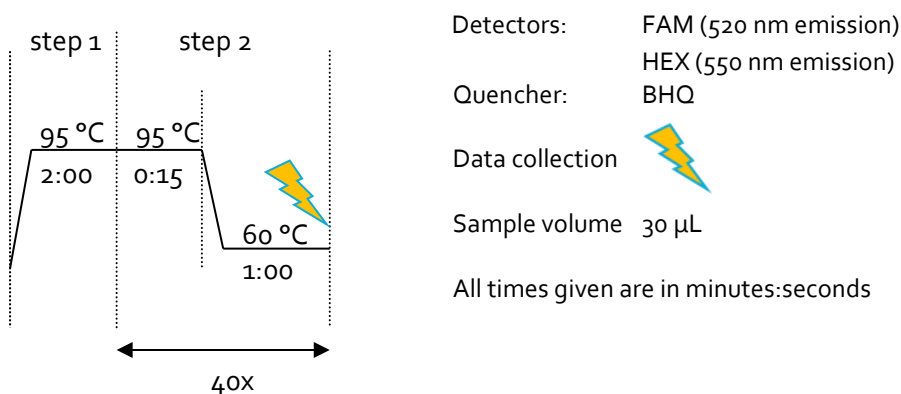 step 1 step 2
95 °C 95 °C
2:00 0:15
60 °C
1:00
40x
Detectors: FAM (520 nm emission)
HEX (550 nm emission)
Quencher: BHQ
Data collection
Sample volume 30 µL
All times given are in minutes:seconds